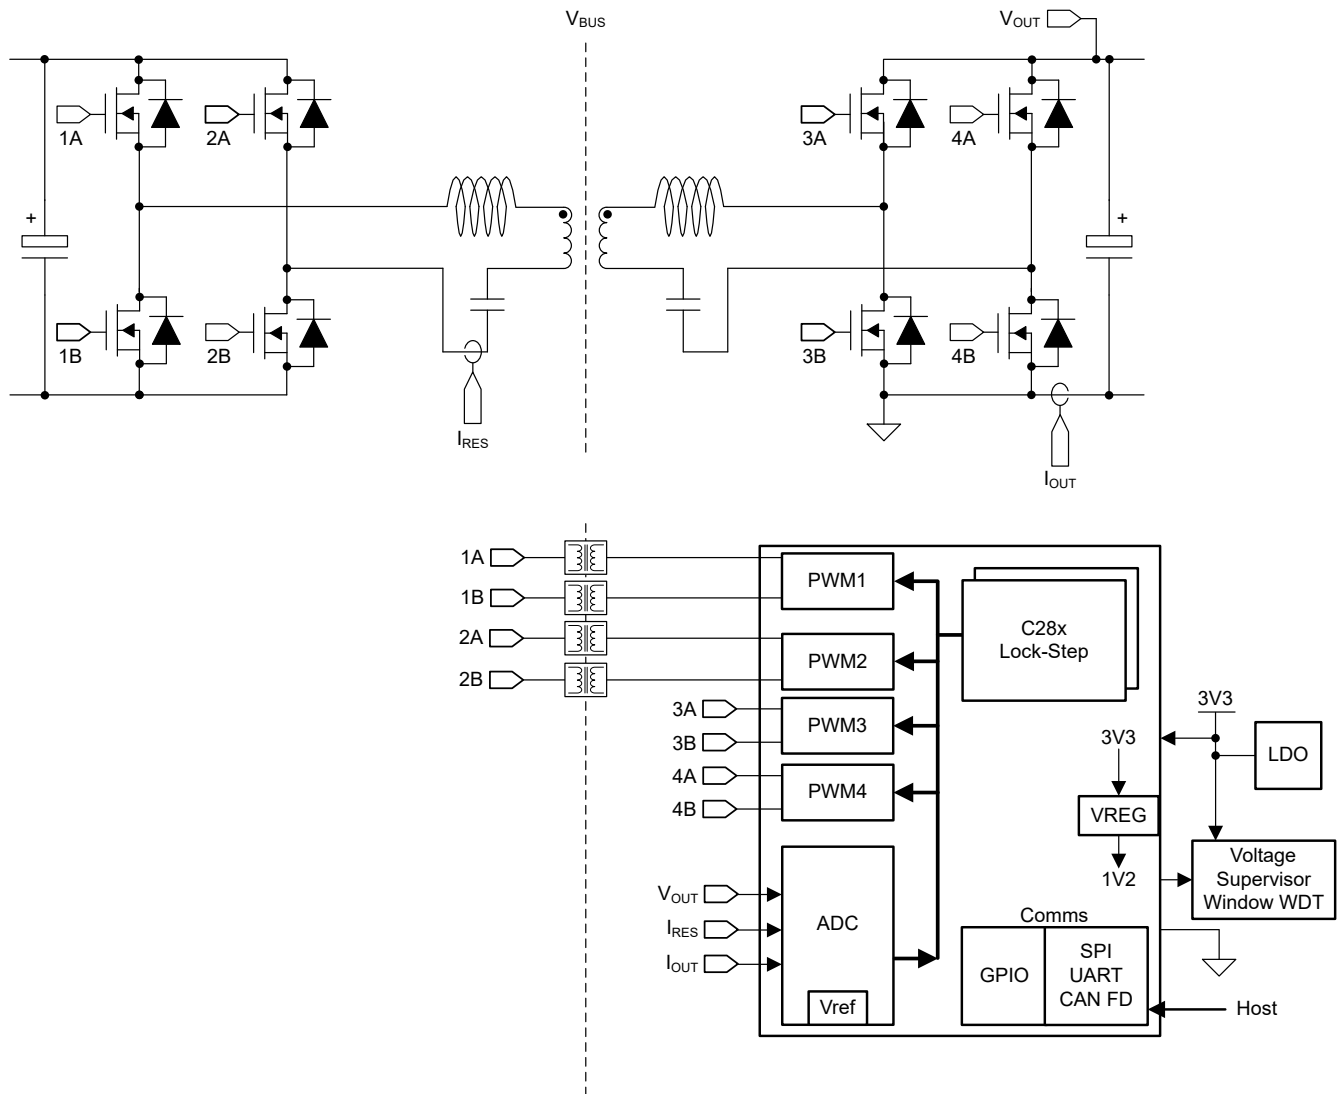 VBUS
VOUT
1A
2A
3A
4A
+
+
1B
2B
3B
4B
IRES
IOUT
1A
1B
2A
2B
3A
3B
4A
4B
PWM1
PWM2
PWM3
PWM4
C28x
Lock-Step
3V3
LDO
3V3
VREG
1V2
Voltage
Supervisor
Window WDT
VOUT
IRES
IOUT
ADC
Vref
Comms
GPIO
SPI
UART
CAN FD
Host